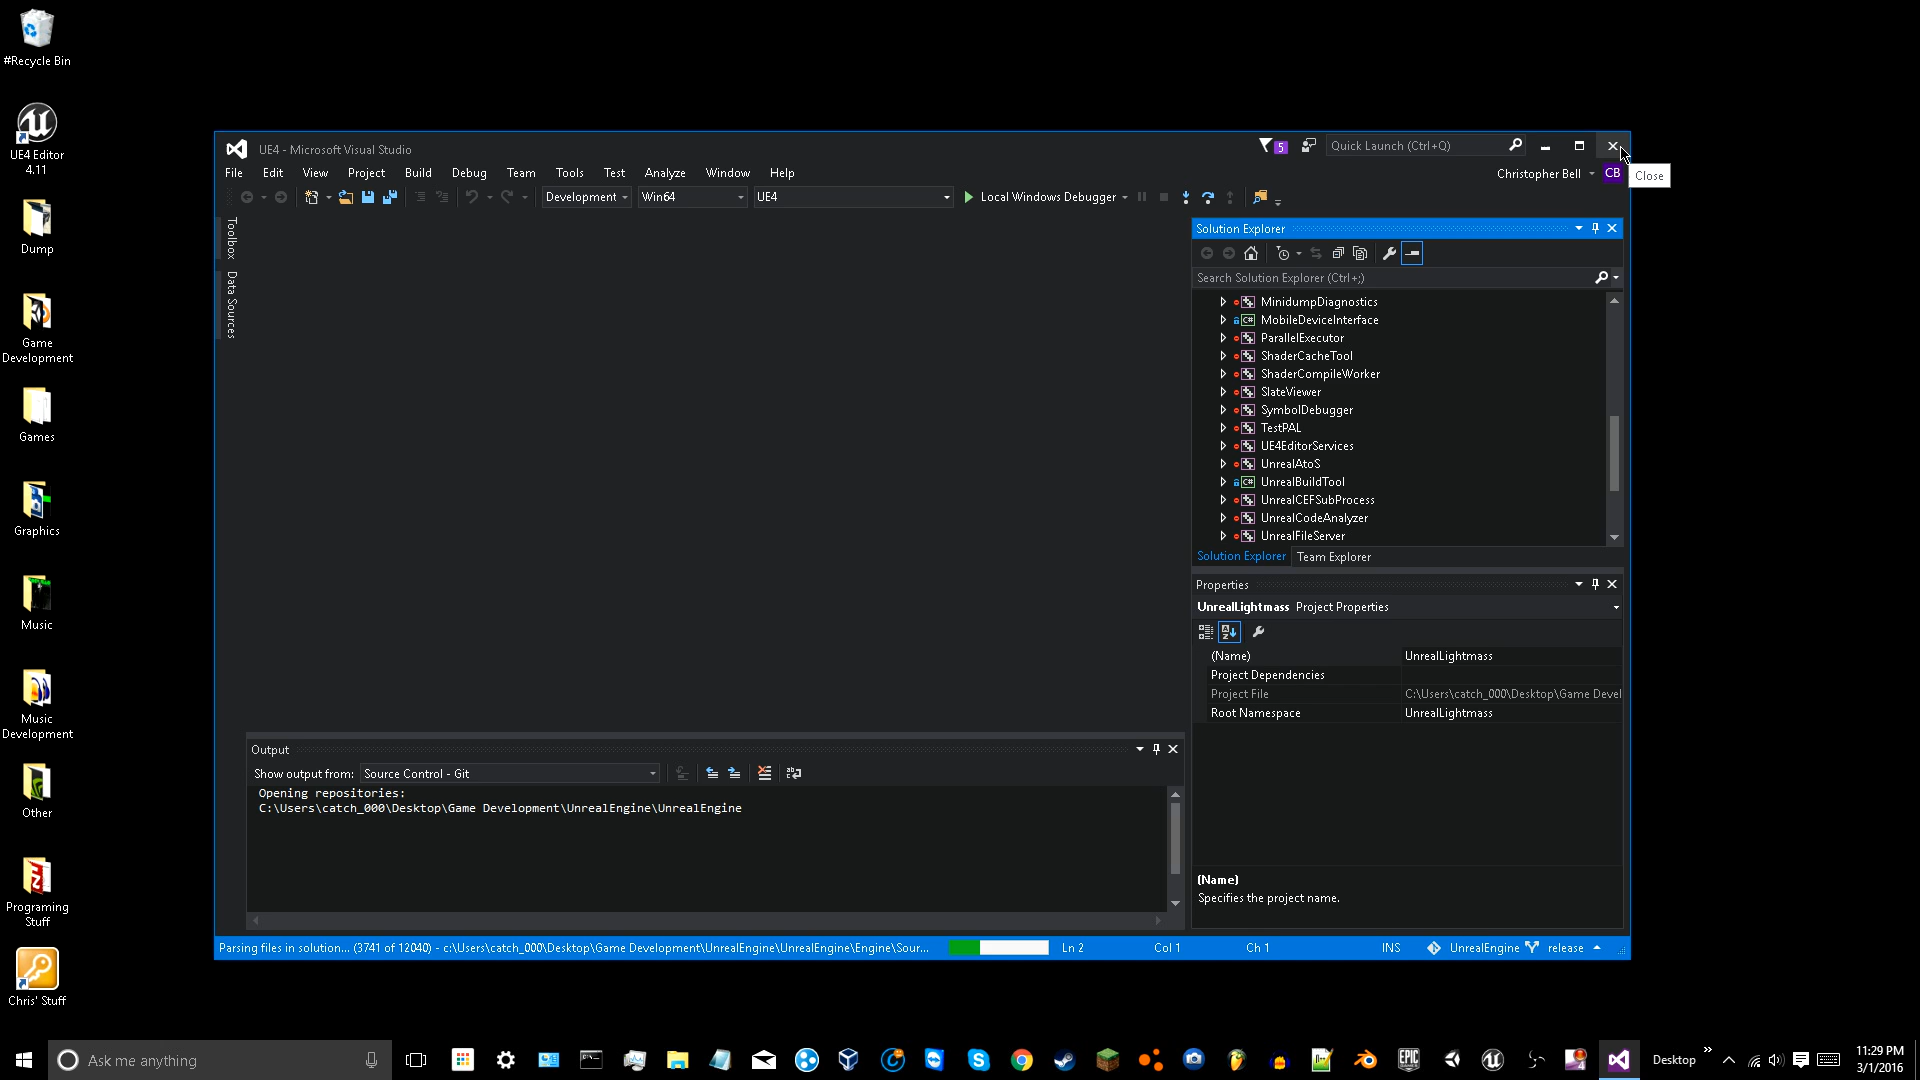 #Recycle Bin
UE4 Editor
4.11
Dump
Game
Development
Games
Graphics
Music
Music
Development
Other
Programing
Stuff
Chris' Stuff
UE4 - Microsoft Visual Studio
5
Quick Launch (Ctrl+Q)
File Edit View Project Build Debug Team Tools Test Analyze Window Help
Christopher Bell
CB
Close
Development Win64 UE4 Local Windows Debugger
Toolbox
Data Sources
Solution Explorer
Search Solution Explorer (Ctrl+;)
MinidumpDiagnostics
C# MobileDeviceInterface
ParallelExecutor
ShaderCacheTool
ShaderCompileWorker
SlateViewer
SymbolDebugger
TestPAL
UE4EditorServices
UnrealAtoS
C# UnrealBuildTool
UnrealCEFSubProcess
UnrealCodeAnalyzer
UnrealFileServer
Solution Explorer Team Explorer
Properties
UnrealLightmass Project Properties
(Name) UnrealLightmass
Project Dependencies
Project File C:\Users\catch_000\Desktop\Game Devel
Root Namespace UnrealLightmass
(Name)
Specifies the project name.
Output
Show output from: Source Control - Git
Opening repositories:
C:\Users\catch_000\Desktop\Game Development\UnrealEngine\UnrealEngine
Parsing files in solution... (3741 of 12040) - c:\Users\catch_000\Desktop\Game Development\UnrealEngine\UnrealEngine\Engine\Sour... Ln 2 Col 1 Ch 1 INS UnrealEngine release
Ask me anything
EPIC
GAMES
Desktop
11:29 PM
3/1/2016